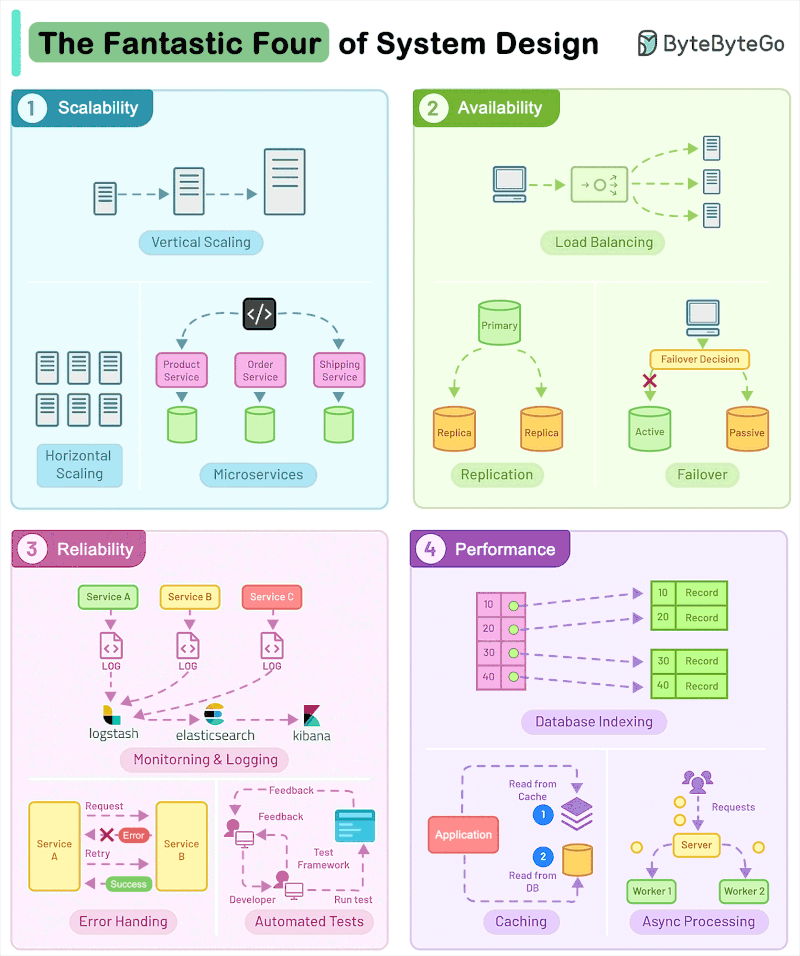 The Fantastic Four of System Design
ByteByteGo
1 Scalability
Vertical Scaling
Horizontal
Scaling
</>
Product
Service
Order
Service
Shipping
Service
Microservices
2 Availability
Load Balancing
Primary
Replica
Replica
Replication
Failover Decision
Active
Passive
Failover
3 Reliability
Service A
Service B
Service C
LOG
LOG
LOG
logstash
elasticsearch
kibana
Monitorning & Logging
Service
A
Request
Error
Retry
Success
Service
B
Error Handing
Feedback
Feedback
Test
Framework
Developer
Run test
Automated Tests
4 Performance
10
20
30
40
10 Record
20 Record
30 Record
40 Record
Database Indexing
Application
Read from
Cache
1
2
Read from
DB
Caching
Requests
Server
Worker 1
Worker 2
Async Processing